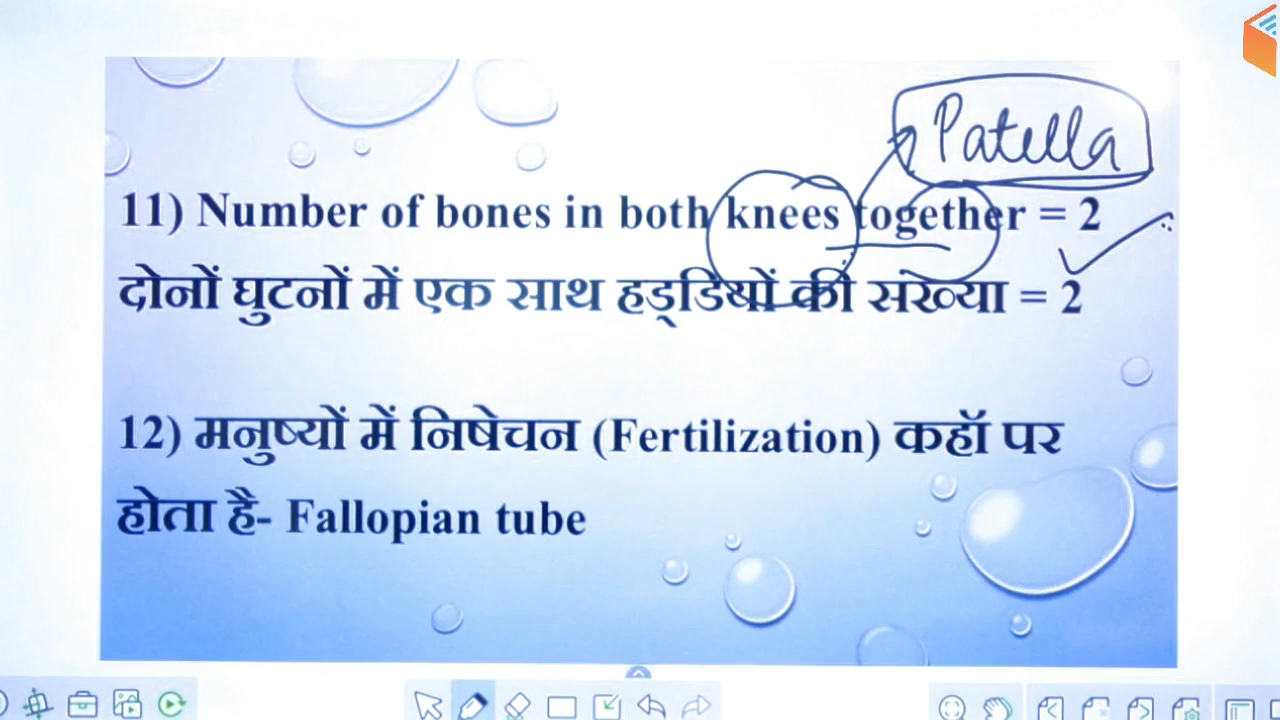 Patella
11) Number of bones in both knees together = 2
दोनों घुटनों में एक साथ हड्डियों की संख्या = 2
12) मनुष्यों में निषेचन (Fertilization) कहॉ पर
होता है- Fallopian tube